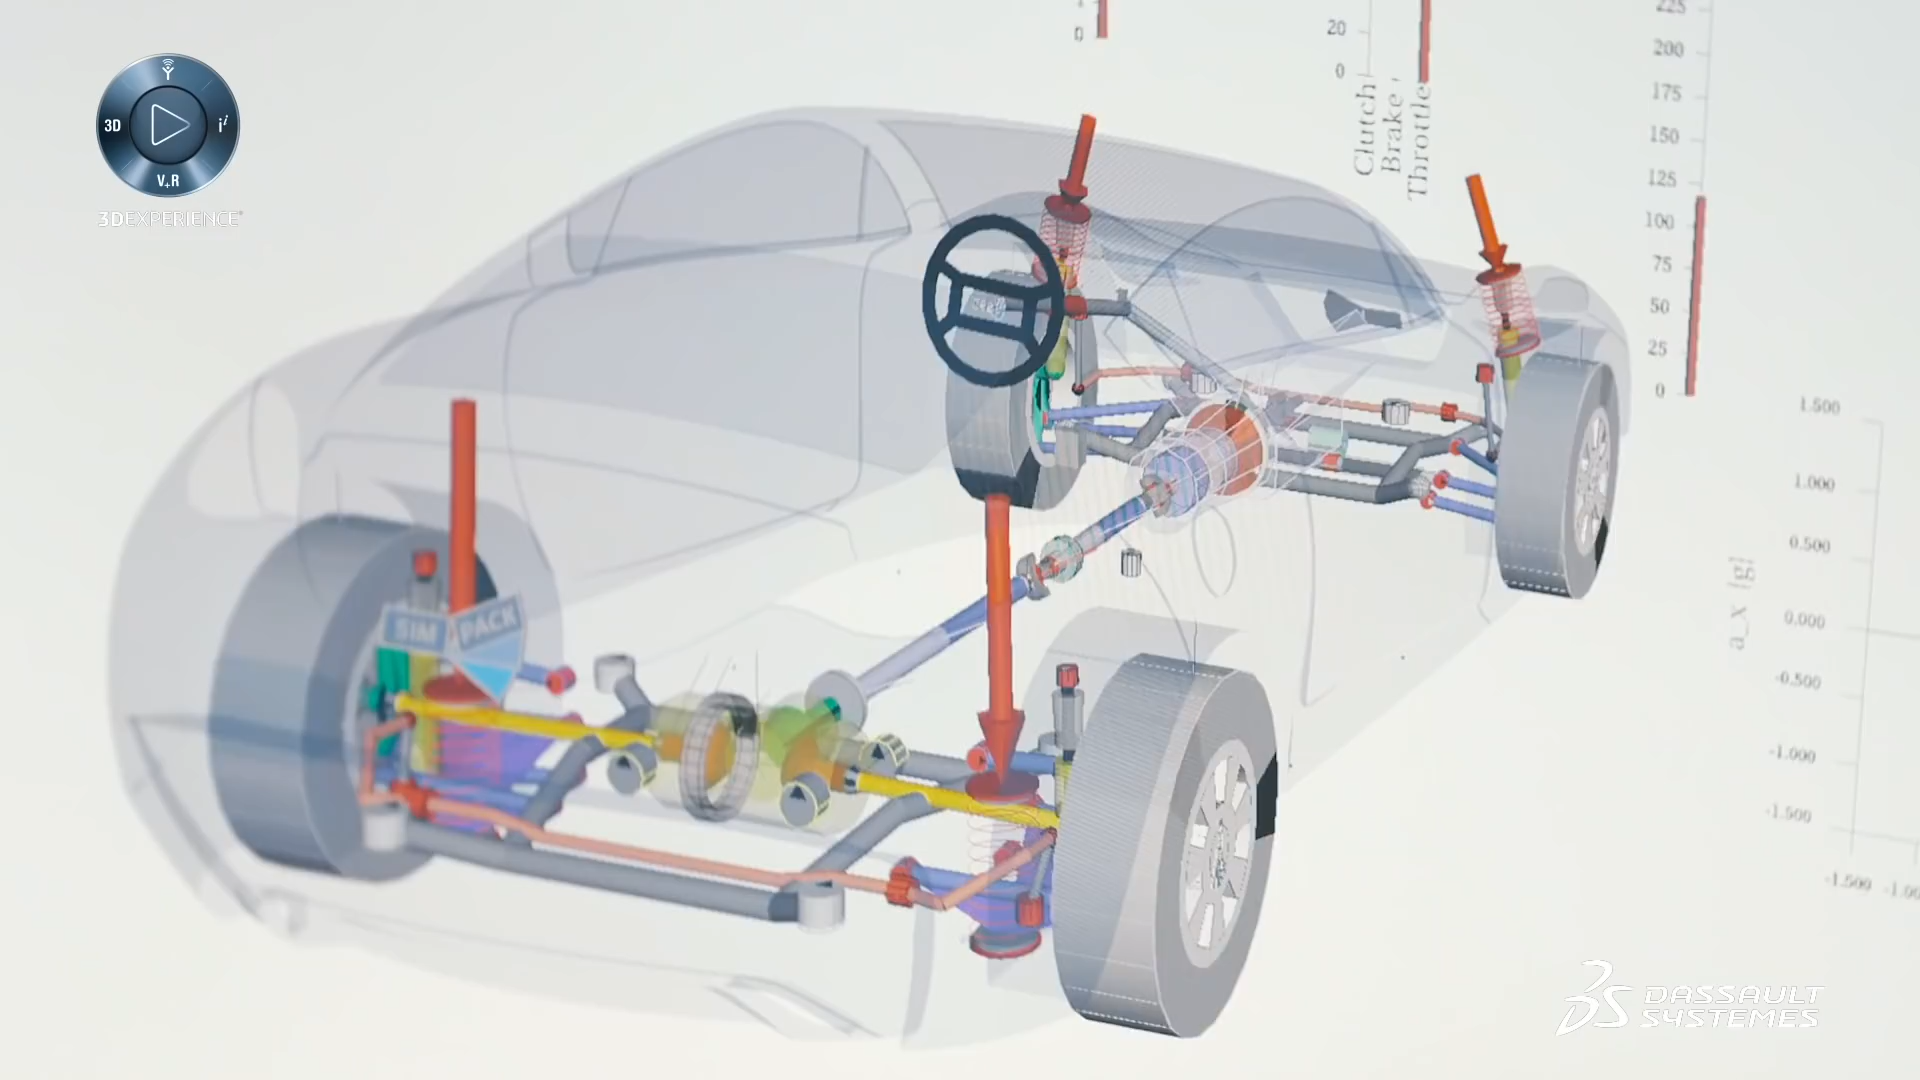 3D
i
V+R
3DEXPERIENCE
1
0
20
0
Clutch
Brake
Throttle
225
200
175
150
125
100
75
50
25
0
1.500
1.000
0.500
0.000
-0.500
-1.000
-1.500
a_x [g]
-1.500
SIM
PACK
DASSAULT
SYSTEMES